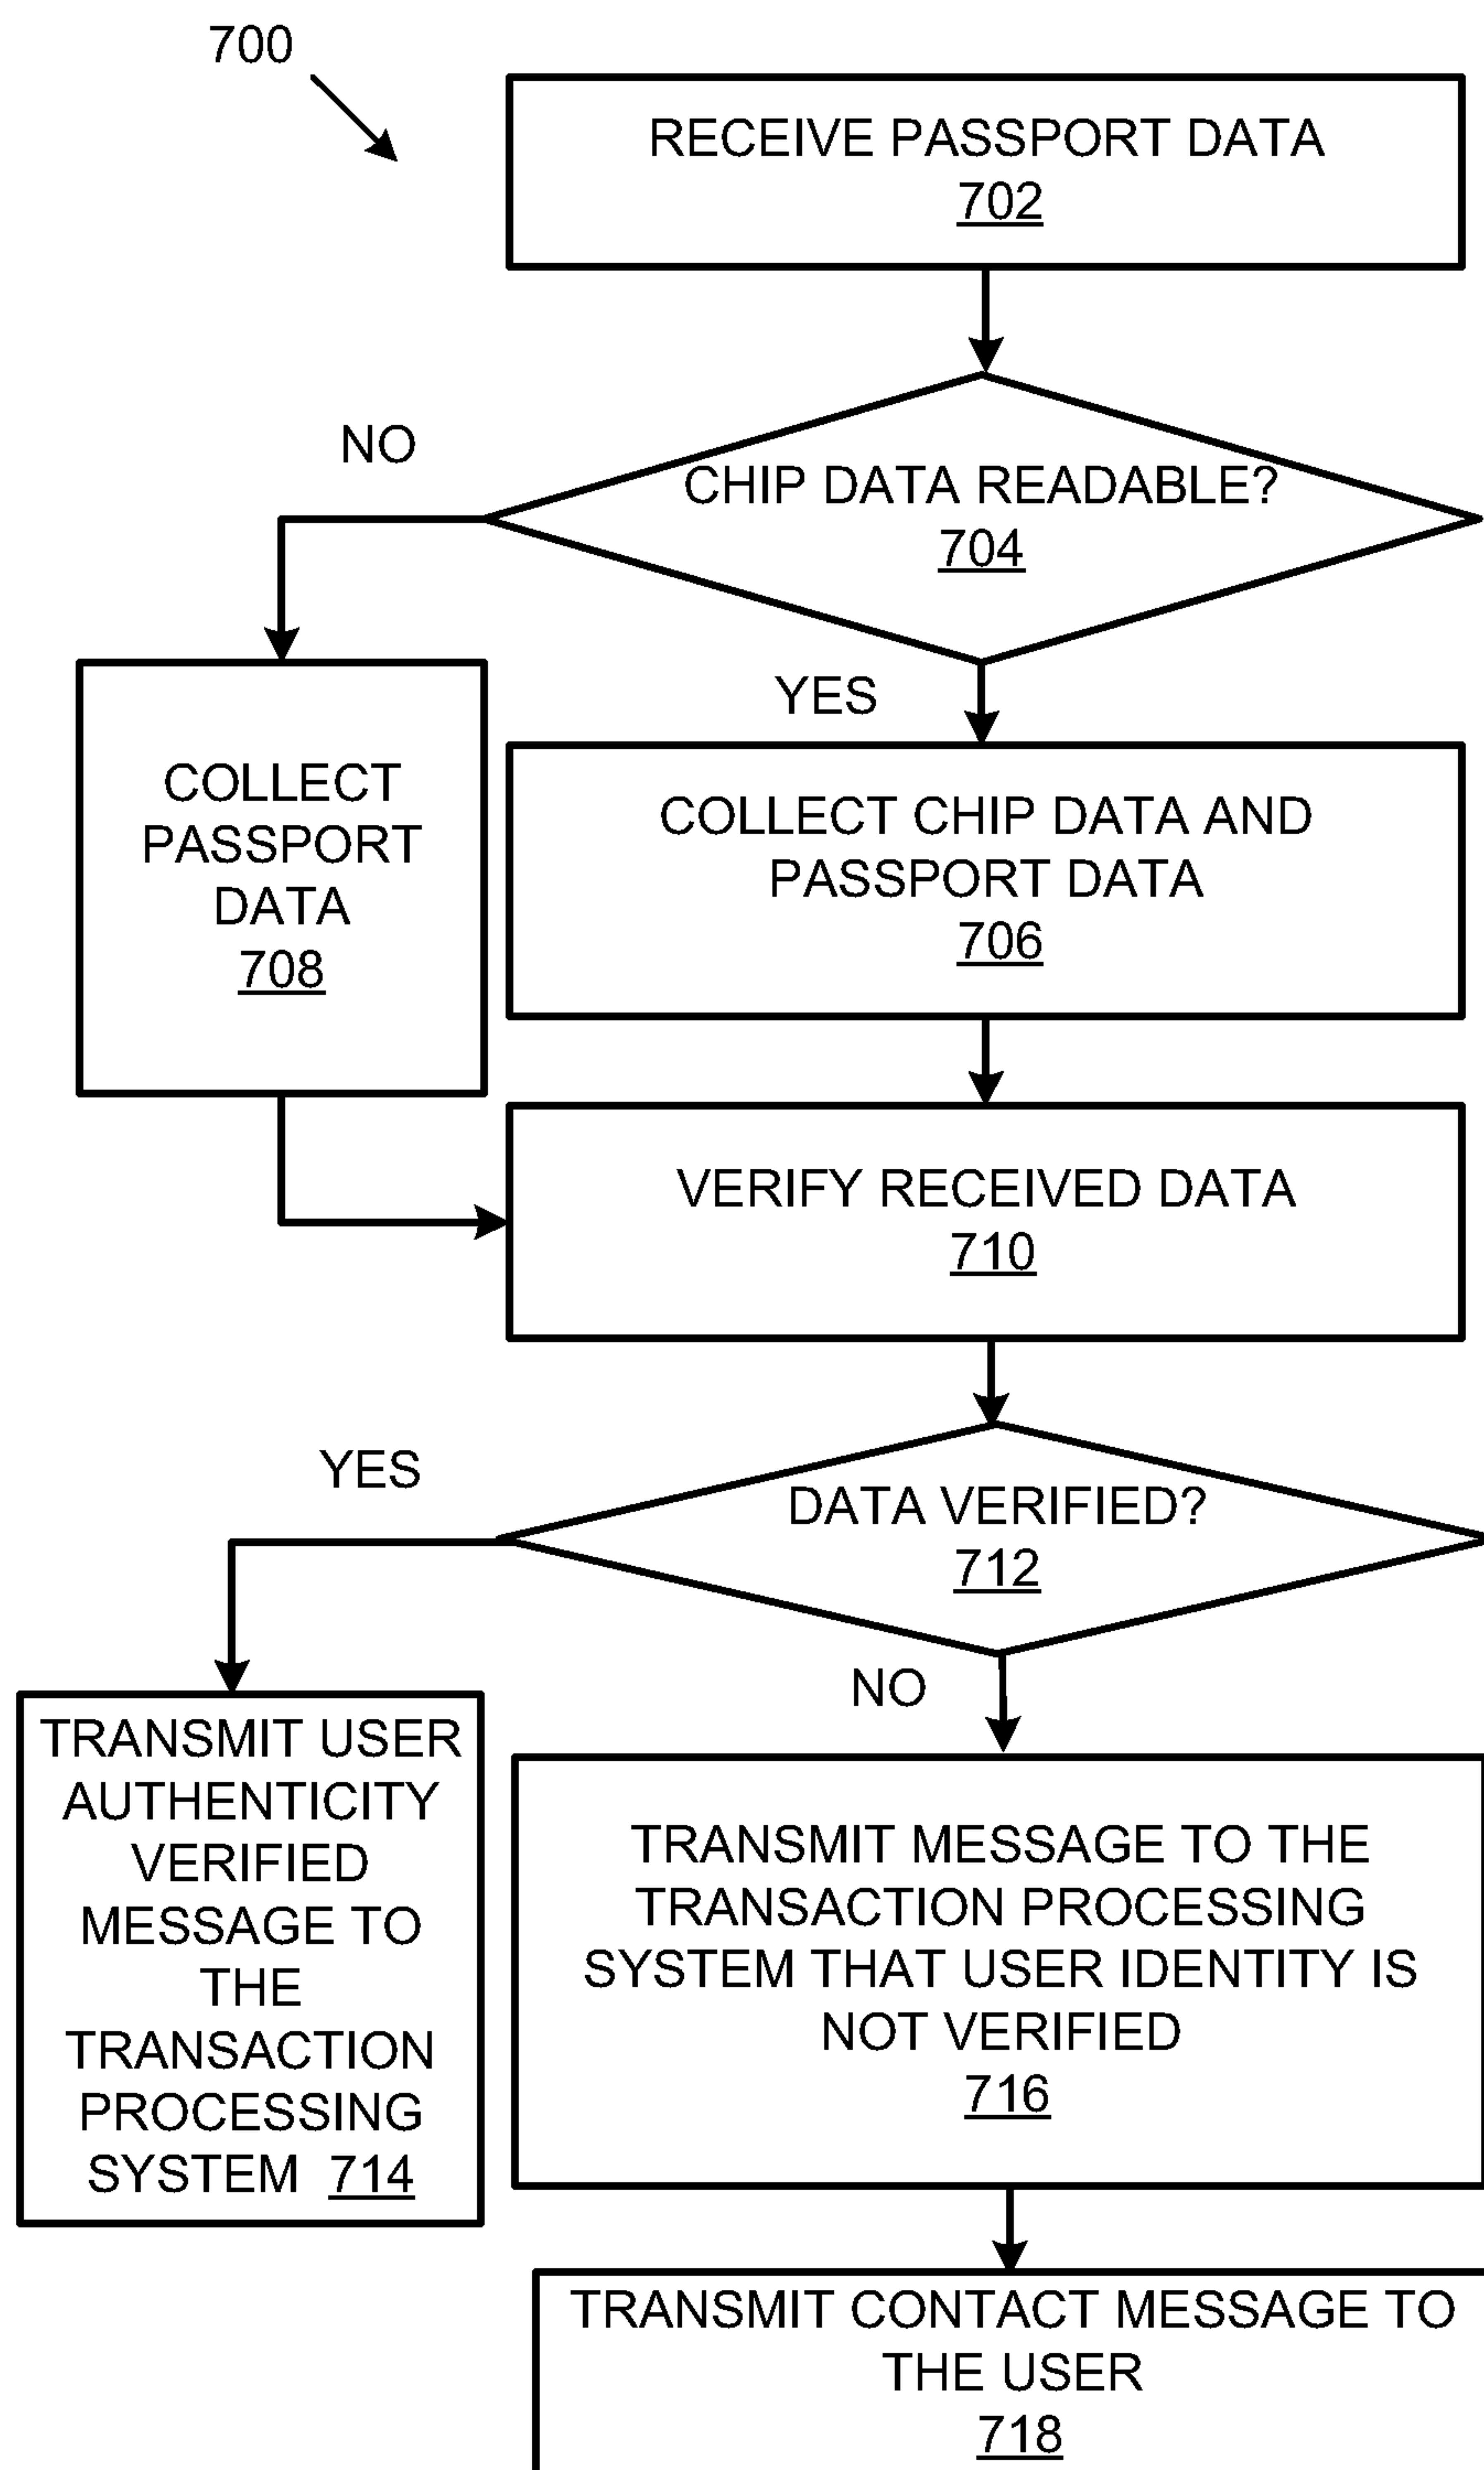 700
RECEIVE PASSPORT DATA
702
NO
CHIP DATA READABLE?
704
YES
COLLECT
PASSPORT
DATA
708
COLLECT CHIP DATA AND
PASSPORT DATA
706
VERIFY RECEIVED DATA
710
YES
DATA VERIFIED?
712
NO
TRANSMIT USER
AUTHENTICITY
VERIFIED
MESSAGE TO
THE
TRANSACTION
PROCESSING
SYSTEM 714
TRANSMIT MESSAGE TO THE
TRANSACTION PROCESSING
SYSTEM THAT USER IDENTITY IS
NOT VERIFIED
716
TRANSMIT CONTACT MESSAGE TO
THE USER
718